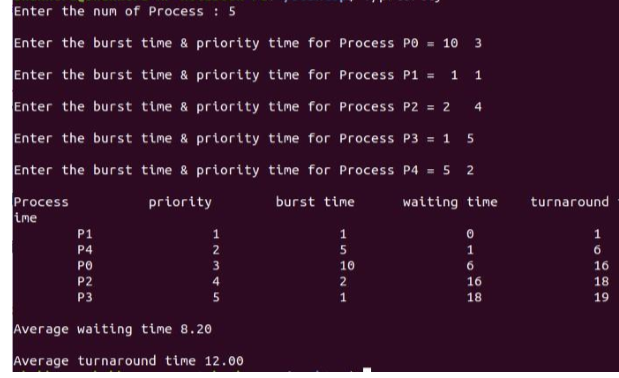 Enter the num of Process : 5
Enter the burst time & priority time for Process P0 = 10 3
Enter the burst time & priority time for Process P1 = 1 1
Enter the burst time & priority time for Process P2 = 2 4
Enter the burst time & priority time for Process P3 = 1 5
Enter the burst time & priority time for Process P4 = 5 2
Process priority burst time waiting time turnaround t
ime
P1 1 1 0 1
P4 2 5 1 6
P0 3 10 6 16
P2 4 2 16 18
P3 5 1 18 19
Average waiting time 8.20
Average turnaround time 12.00